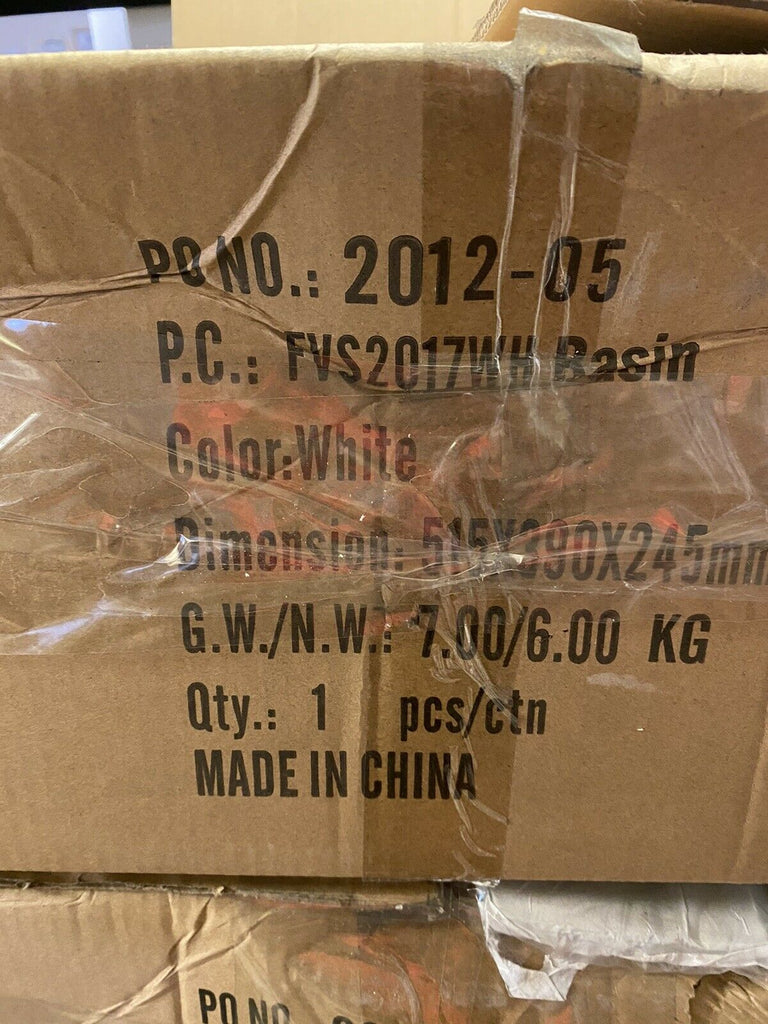 PO NO.: 2012-05
P.C.: FVS2017WH Basin
Color:White
Dimension: 515X390X245mm
G.W./N.W.: 7.00/6.00 KG
Qty.: 1 pcs/ctn
MADE IN CHINA
PO NO